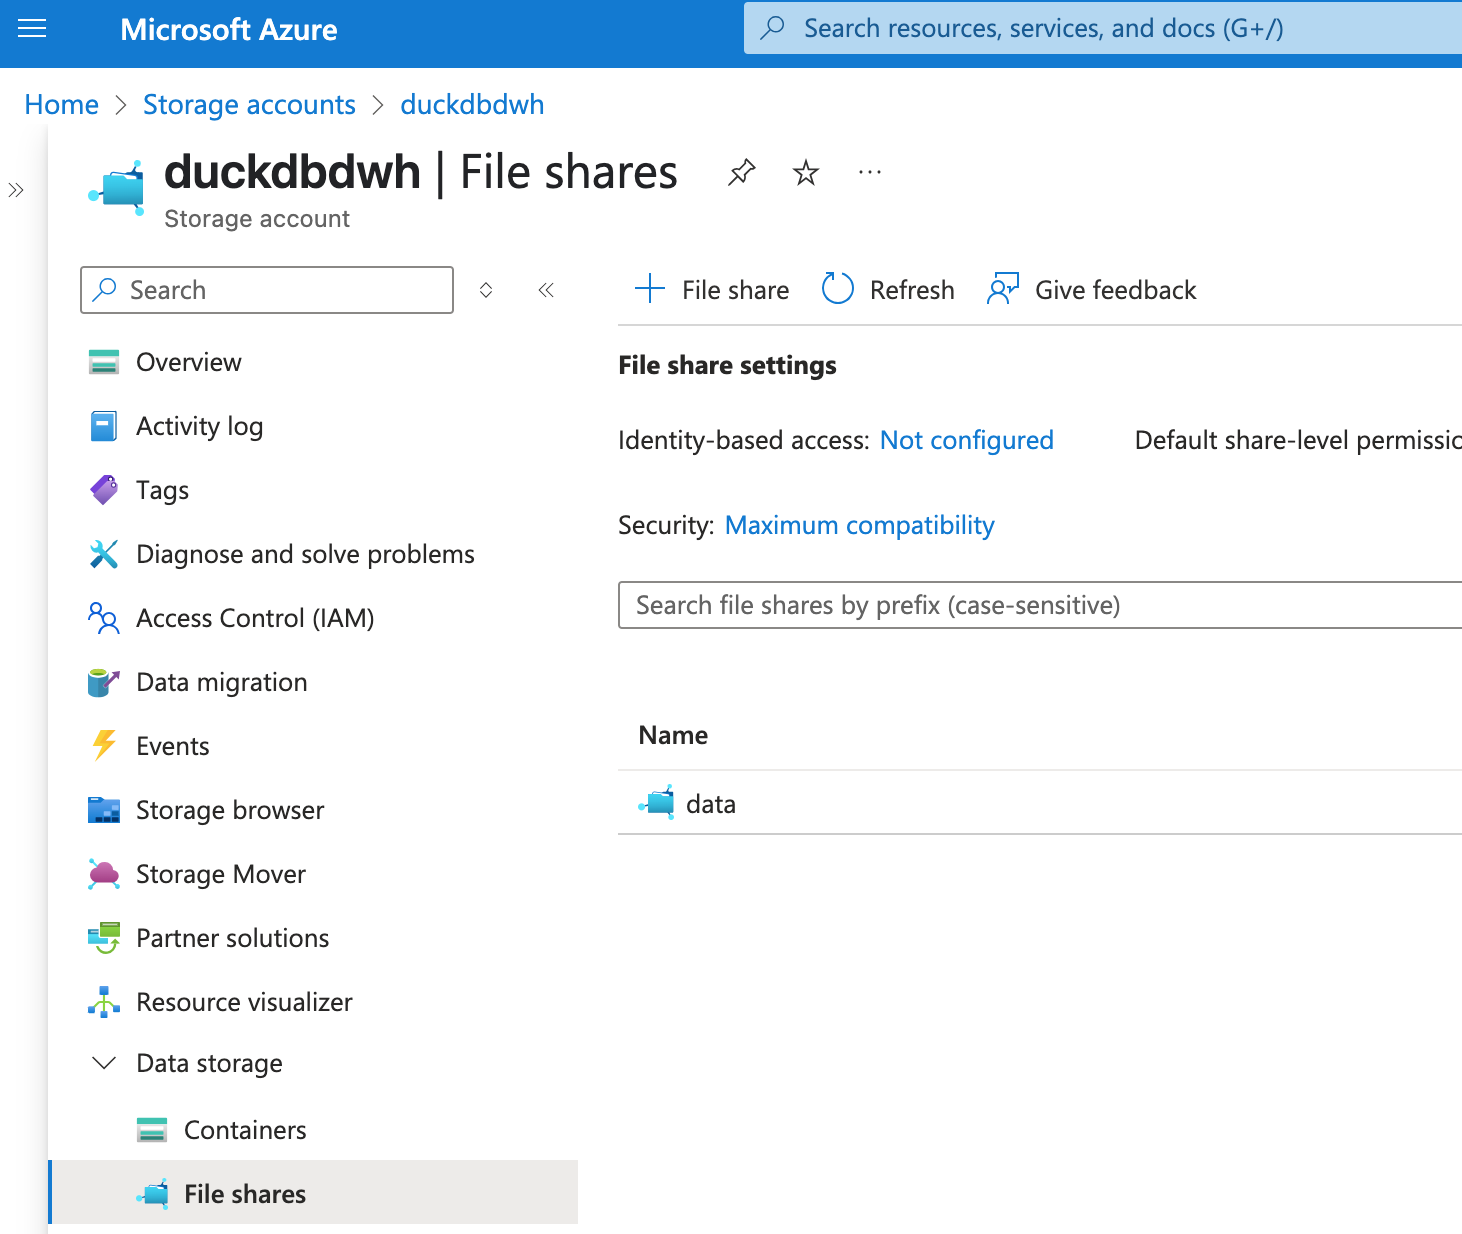 Microsoft Azure
Search resources, services, and docs (G+/)
Home > Storage accounts > duckdbdwh
duckdbdwh | File shares
Storage account
Search
File share
Refresh
Give feedback
Overview
Activity log
Tags
Diagnose and solve problems
Access Control (IAM)
Data migration
Events
Storage browser
Storage Mover
Partner solutions
Resource visualizer
Data storage
Containers
File shares
File share settings
Identity-based access: Not configured
Default share-level permissio
Security: Maximum compatibility
Search file shares by prefix (case-sensitive)
Name
data